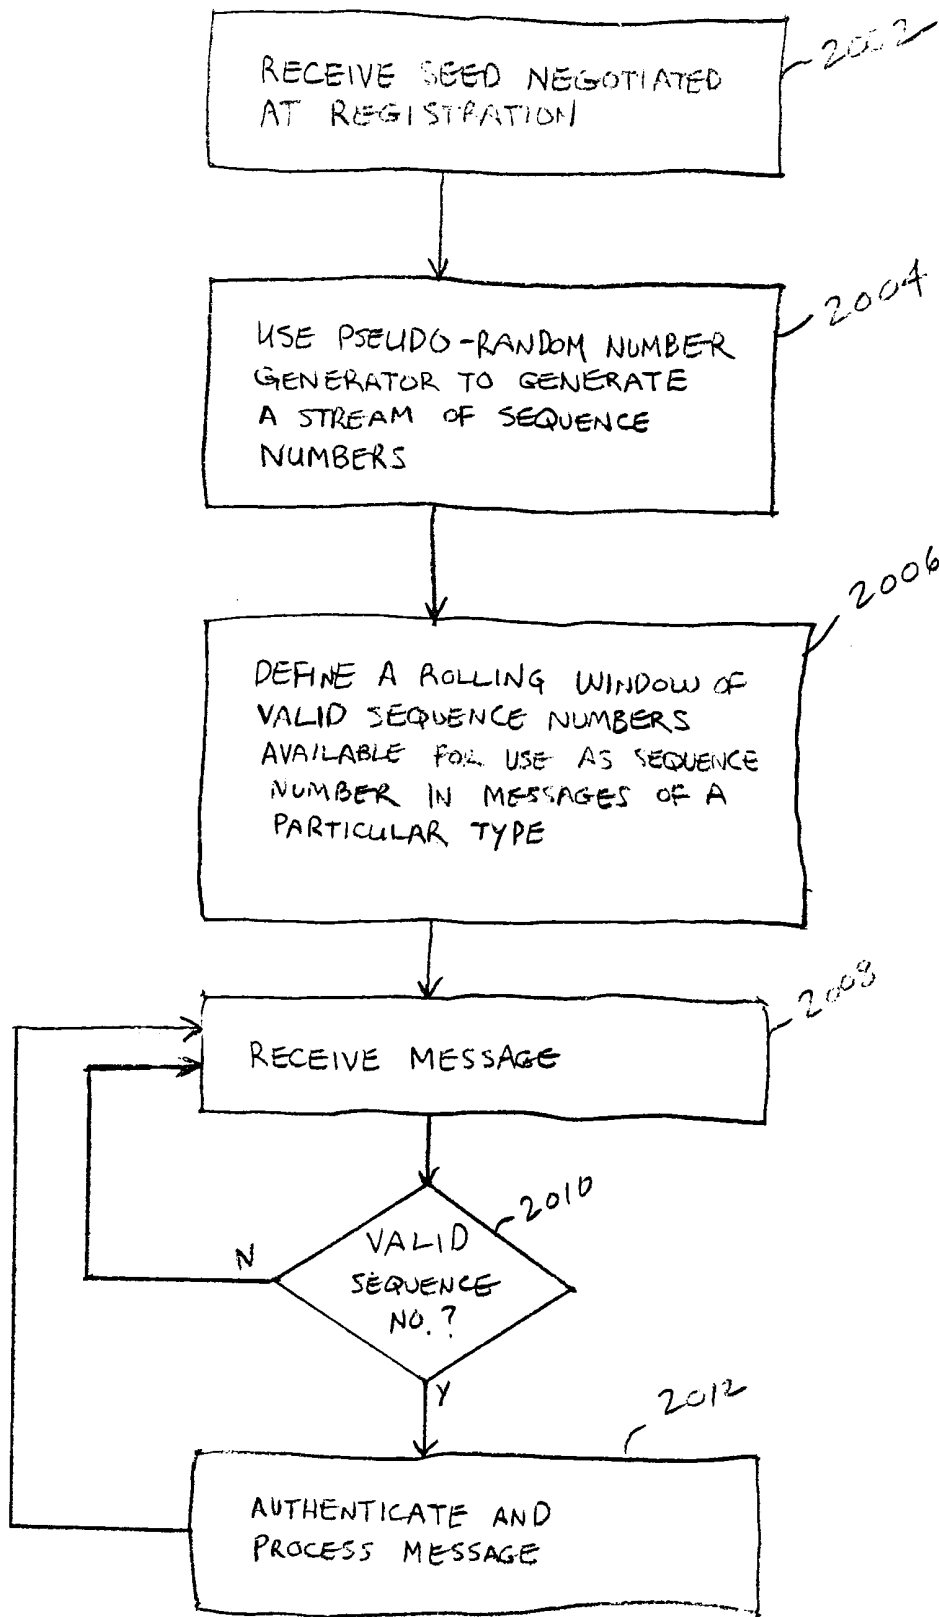 2002
RECEIVE SEED NEGOTIATED
AT REGISTRATION
2004
USE PSEUDO-RANDOM NUMBER
GENERATOR TO GENERATE
A STREAM OF SEQUENCE
NUMBERS
2006
DEFINE A ROLLING WINDOW OF
VALID SEQUENCE NUMBERS
AVAILABLE FOR USE AS SEQUENCE
NUMBER IN MESSAGES OF A
PARTICULAR TYPE
2008
RECEIVE MESSAGE
2010
N
VALID
SEQUENCE
NO.?
Y
2012
AUTHENTICATE AND
PROCESS MESSAGE